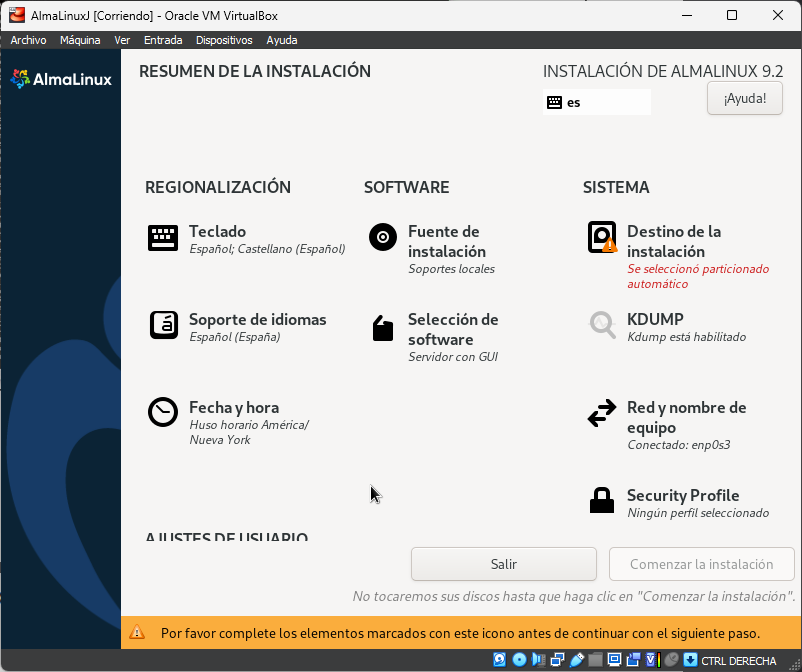 AlmaLinuxJ [Corriendo] - Oracle VM VirtualBox
Archivo Máquina Ver Entrada Dispositivos Ayuda
AlmaLinux
RESUMEN DE LA INSTALACIÓN
INSTALACIÓN DE ALMALINUX 9.2
es
¡Ayuda!
REGIONALIZACIÓN
Teclado
Español; Castellano (Español)
Soporte de idiomas
Español (España)
Fecha y hora
Huso horario América/
Nueva York
SOFTWARE
Fuente de
instalación
Soportes locales
Selección de
software
Servidor con GUI
SISTEMA
Destino de la
instalación
Se seleccionó particionado
automático
KDUMP
Kdump está habilitado
Red y nombre de
equipo
Conectado: enp0s3
Security Profile
Ningún perfil seleccionado
AJUSTES DE USUARIO
Salir
Comenzar la instalación
No tocaremos sus discos hasta que haga clic en "Comenzar la instalación".
Por favor complete los elementos marcados con este icono antes de continuar con el siguiente paso.
CTRL DERECHA